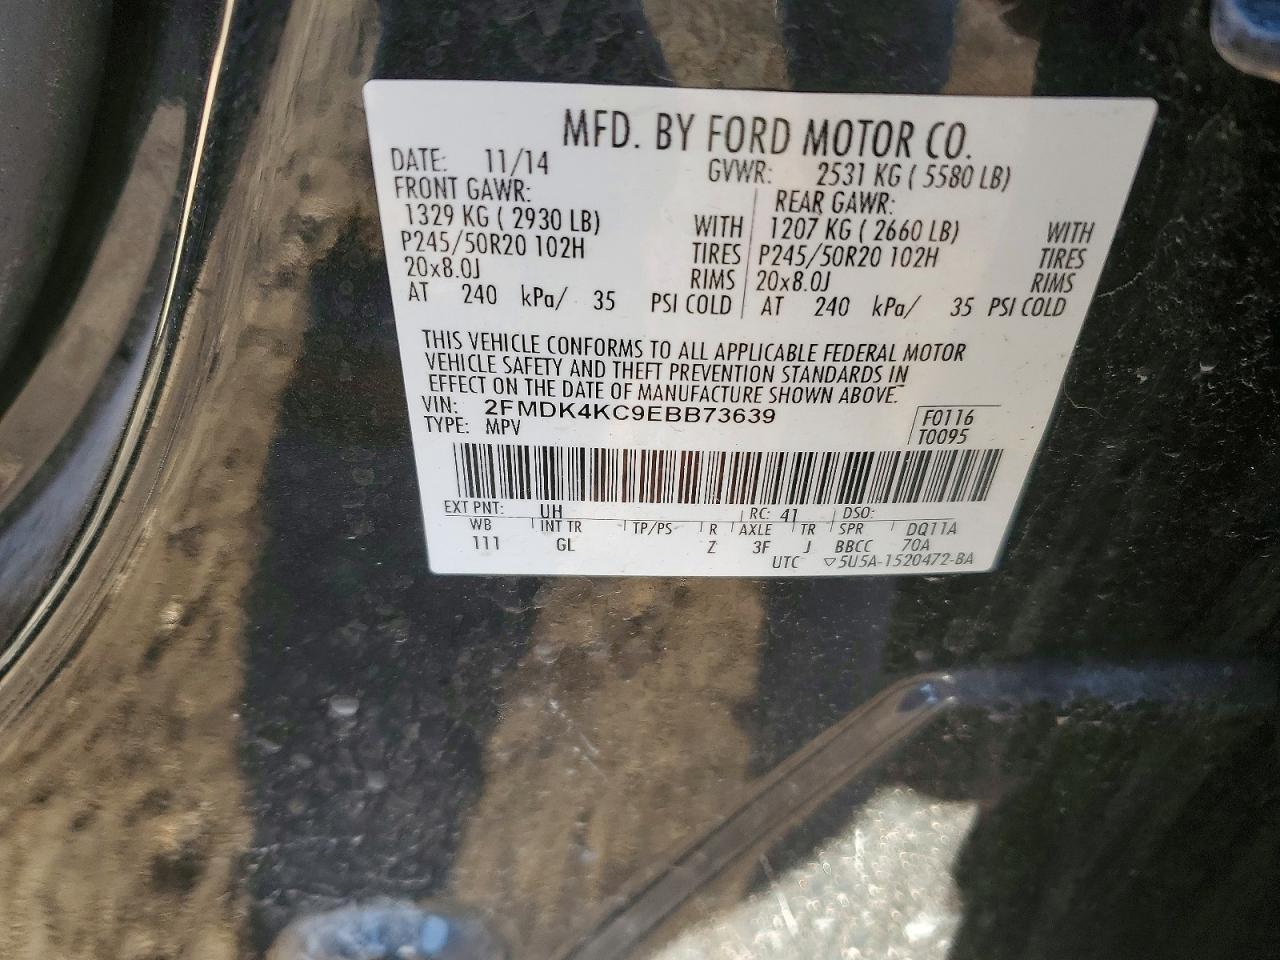 MFD. BY FORD MOTOR CO.
DATE: 11/14 GVWR: 2531 KG ( 5580 LB)
FRONT GAWR: REAR GAWR:
1329 KG ( 2930 LB) WITH 1207 KG ( 2660 LB) WITH
P245/50R20 102H TIRES P245/50R20 102H TIRES
20x8.0J RIMS 20x8.0J RIMS
AT 240 kPa/ 35 PSI COLD AT 240 kPa/ 35 PSI COLD
THIS VEHICLE CONFORMS TO ALL APPLICABLE FEDERAL MOTOR
VEHICLE SAFETY AND THEFT PREVENTION STANDARDS IN
EFFECT ON THE DATE OF MANUFACTURE SHOWN ABOVE.
VIN: 2FMDK4KC9EBB73639 F0116
TYPE: MPV T0095
EXT PNT: UH RC: 41 DSO:
WB INT TR TP/PS R AXLE TR SPR DQ11A
111 GL Z 3F J BBCC 70A
UTC ▽5U5A-1520472-BA